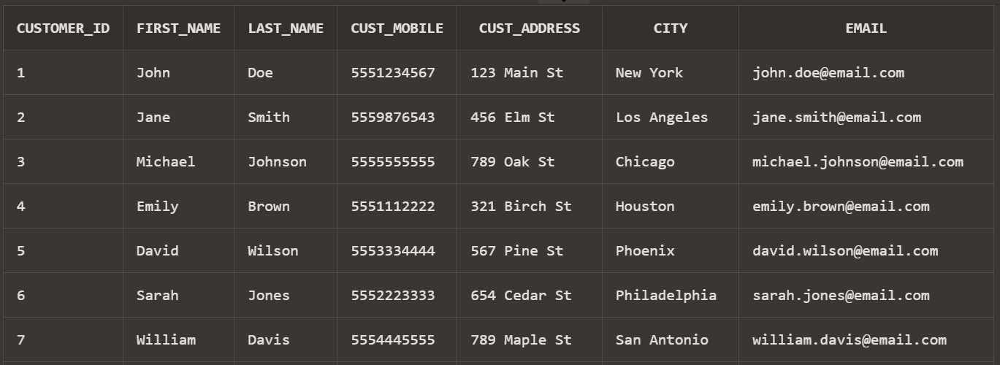 CUSTOMER_ID FIRST_NAME LAST_NAME CUST_MOBILE CUST_ADDRESS CITY EMAIL
1 John Doe 5551234567 123 Main St New York john.doe@email.com
2 Jane Smith 5559876543 456 Elm St Los Angeles jane.smith@email.com
3 Michael Johnson 5555555555 789 Oak St Chicago michael.johnson@email.com
4 Emily Brown 5551112222 321 Birch St Houston emily.brown@email.com
5 David Wilson 5553334444 567 Pine St Phoenix david.wilson@email.com
6 Sarah Jones 5552223333 654 Cedar St Philadelphia sarah.jones@email.com
7 William Davis 5554445555 789 Maple St San Antonio william.davis@email.com